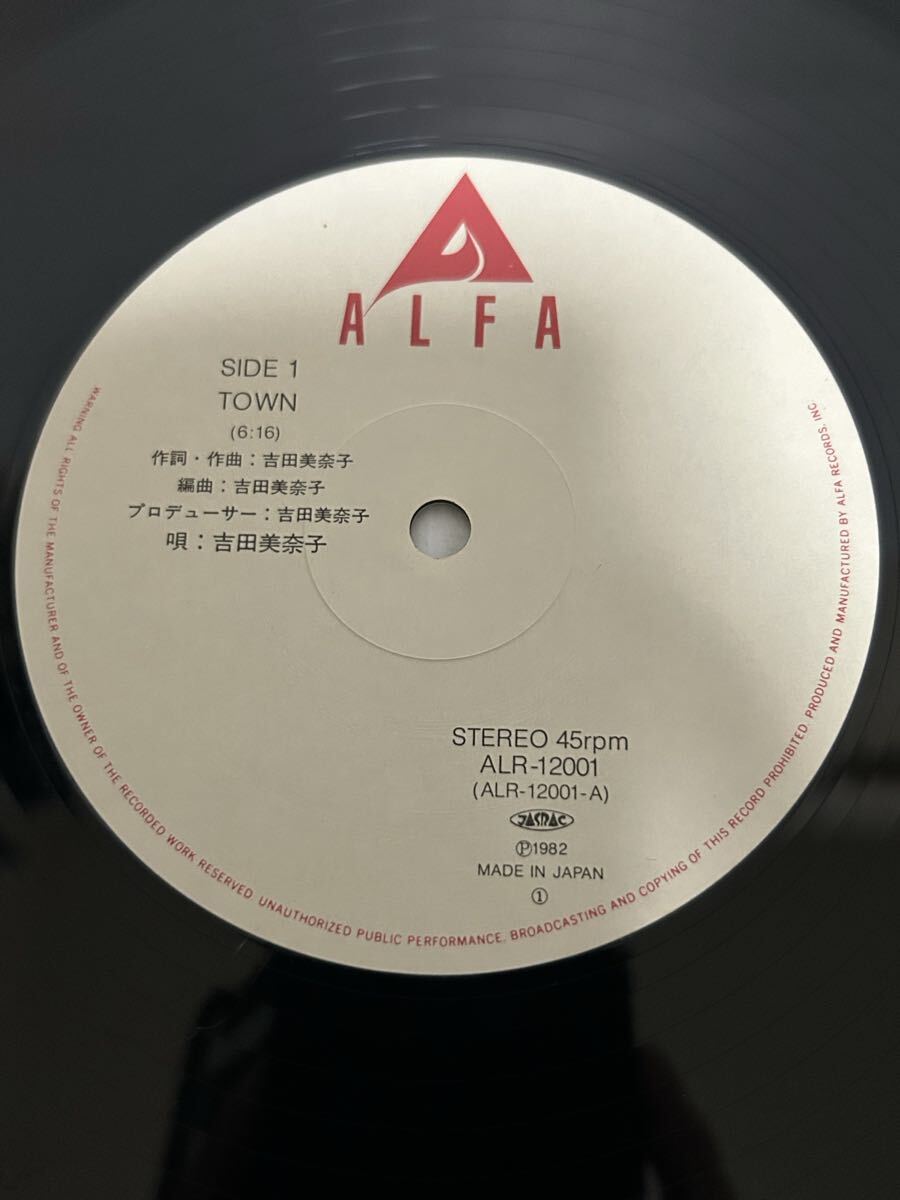 ALFA
SIDE 1
TOWN
(6:16)
作詞・作曲：吉田美奈子
編曲：吉田美奈子
プロデューサー：吉田美奈子
唄：吉田美奈子
STEREO 45rpm
ALR-12001
(ALR-12001-A)
JASRAC
Ⓟ1982
MADE IN JAPAN
①
WARNING ALL RIGHTS OF THE MANUFACTURER AND OF THE OWNER OF THE RECORDED WORK RESERVED. UNAUTHORIZED PUBLIC PERFORMANCE, BROADCASTING AND COPYING OF THIS RECORD PROHIBITED. PRODUCED AND MANUFACTURED BY ALFA RECORDS, INC.